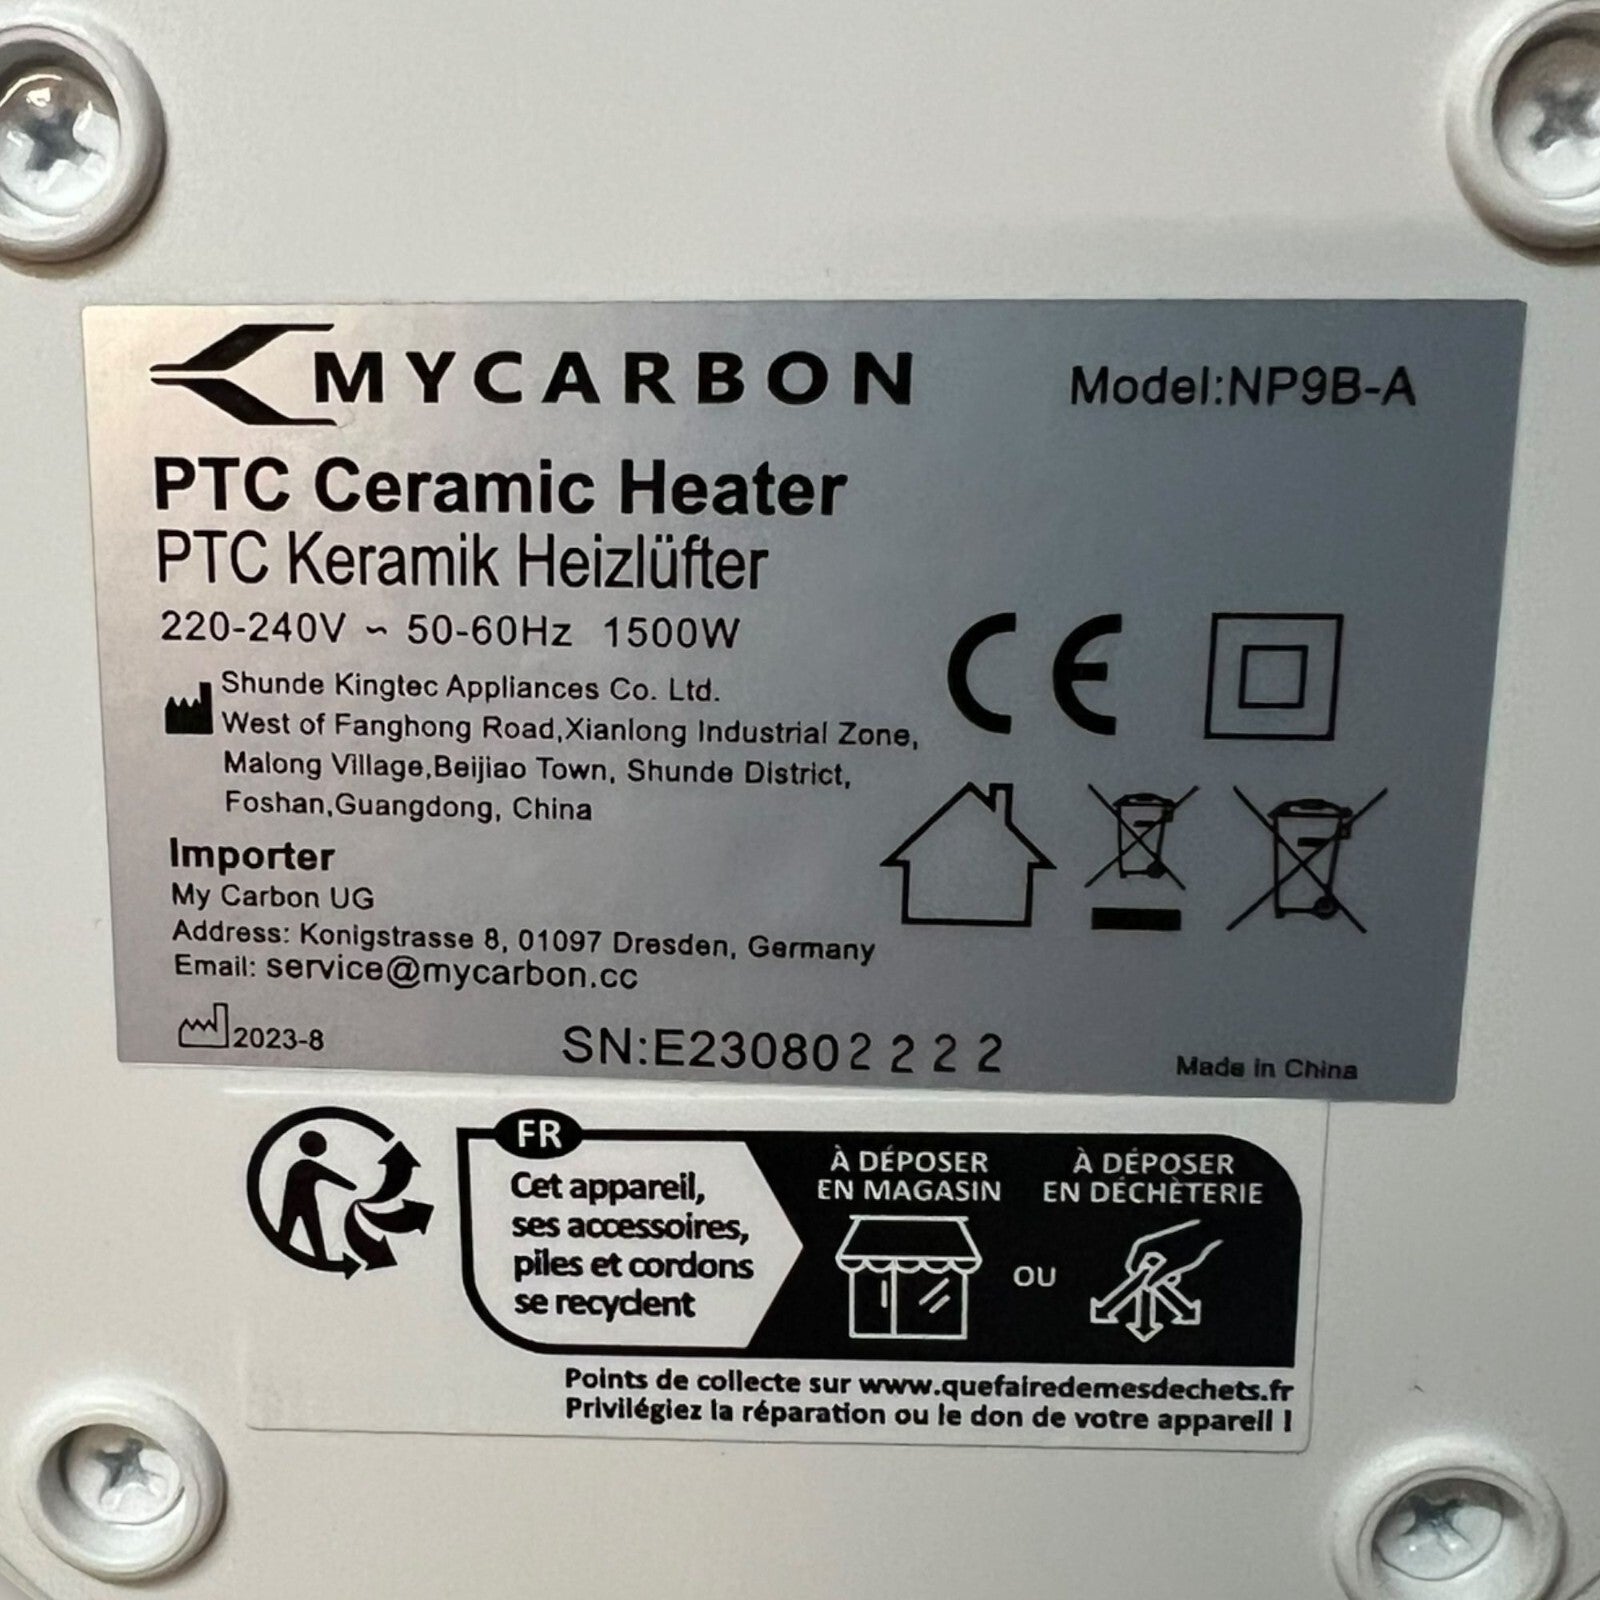 MYCARBON
Model:NP9B-A
PTC Ceramic Heater
PTC Keramik Heizlüfter
220-240V ~ 50-60Hz 1500W
Shunde Kingtec Appliances Co. Ltd.
West of Fanghong Road,Xianlong Industrial Zone,
Malong Village,Beijiao Town, Shunde District,
Foshan,Guangdong, China
CE
Importer
My Carbon UG
Address: Konigstrasse 8, 01097 Dresden, Germany
Email: service@mycarbon.cc
2023-8
SN:E230802222
Made in China
FR
Cet appareil,
ses accessoires,
piles et cordons
se recyclent
À DÉPOSER
EN MAGASIN
OU
À DÉPOSER
EN DÉCHÈTERIE
Points de collecte sur www.quefairedemesdechets.fr
Privilégiez la réparation ou le don de votre appareil !